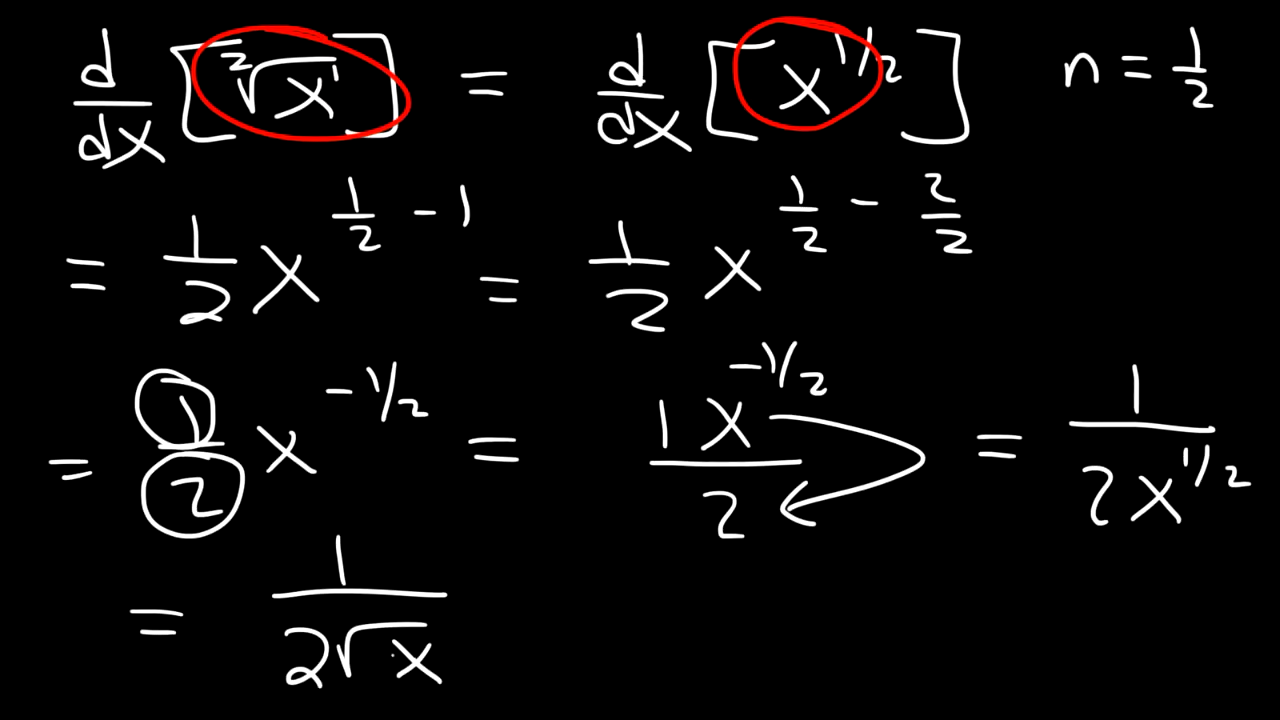 d/dx [²√x¹] = d/dx [x^1/2] n = 1/2
= 1/2 x^1/2 - 1 = 1/2 x^1/2 - 2/2
= 1/2 x^-1/2 = 1x^-1/2 / 2 = 1 / 2x^1/2
= 1 / 2√x